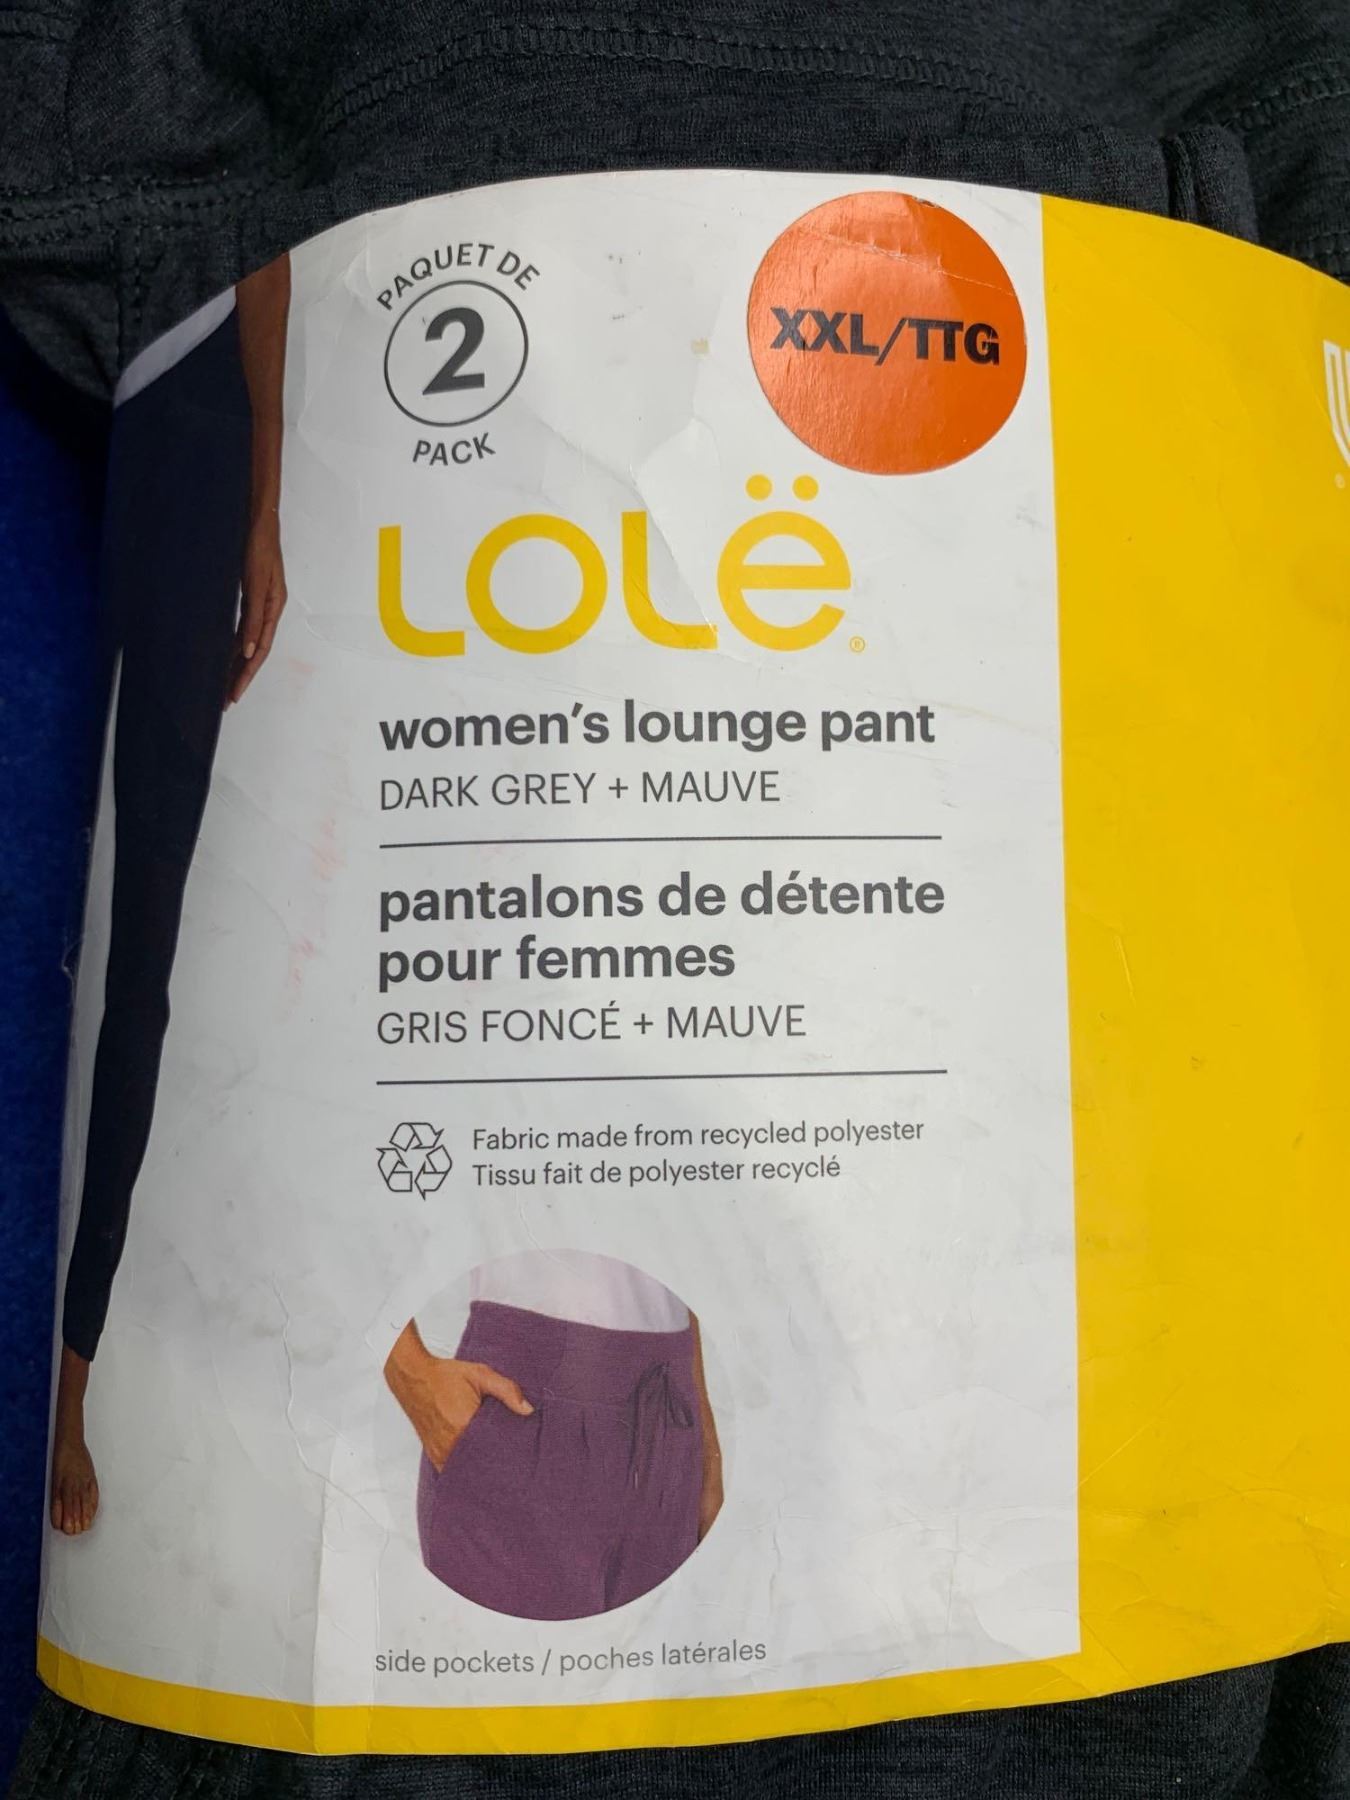 PAQUET DE
2
PACK
XXL/TTG
LOLË®
women's lounge pant
DARK GREY + MAUVE
pantalons de détente
pour femmes
GRIS FONCÉ + MAUVE
Fabric made from recycled polyester
Tissu fait de polyester recyclé
side pockets / poches latérales